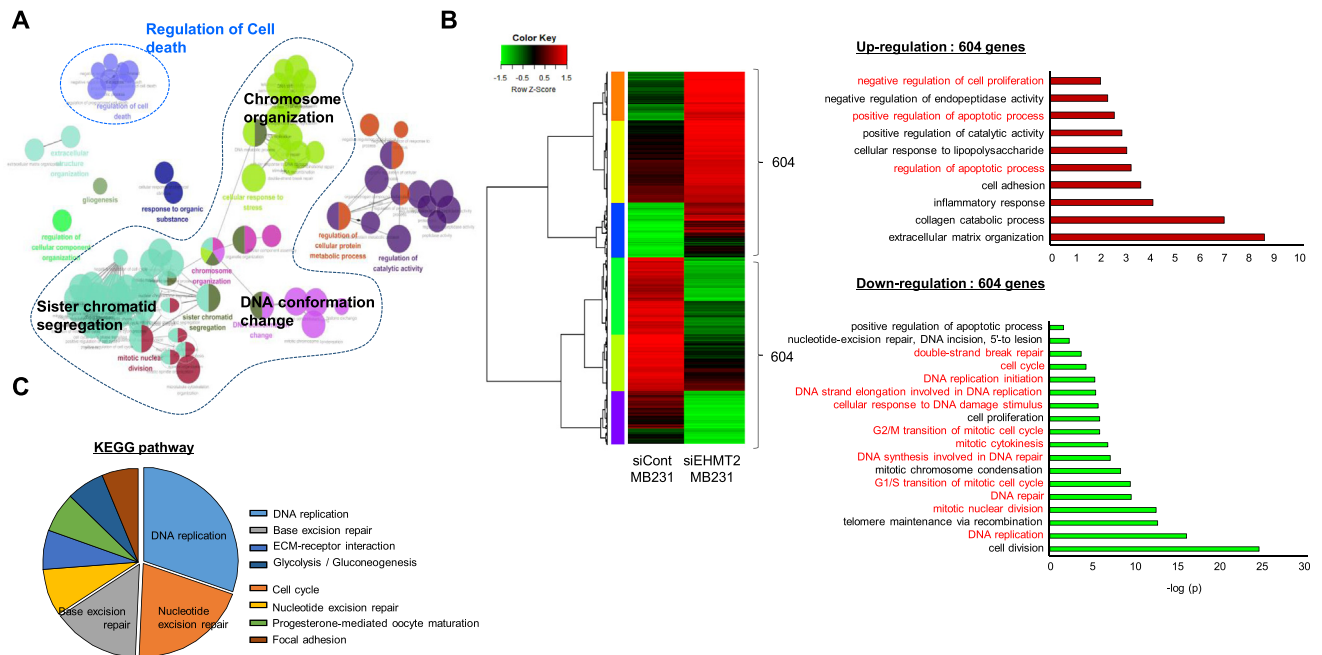 A
Regulation of Cell
death
regulation of cell
death
Chromosome
organization
extracellular
structure
organization
gliogenesis
response to organic
substance
cellular response to
stress
regulation of
cellular component
organization
regulation of
cellular protein
metabolic process
regulation of
catalytic activity
chromosome
organization
Sister chromatid
segregation
sister chromatid
segregation
DNA conformation
change
mitotic nuclear
division
B
Color Key
-1.5 -0.5 0.5 1.5
Row Z-Score
604
604
siCont
MB231
siEHMT2
MB231
Up-regulation : 604 genes
negative regulation of cell proliferation
negative regulation of endopeptidase activity
positive regulation of apoptotic process
positive regulation of catalytic activity
cellular response to lipopolysaccharide
regulation of apoptotic process
cell adhesion
inflammatory response
collagen catabolic process
extracellular matrix organization
0 1 2 3 4 5 6 7 8 9 10
Down-regulation : 604 genes
positive regulation of apoptotic process
nucleotide-excision repair, DNA incision, 5'-to lesion
double-strand break repair
cell cycle
DNA replication initiation
DNA strand elongation involved in DNA replication
cellular response to DNA damage stimulus
cell proliferation
G2/M transition of mitotic cell cycle
mitotic cytokinesis
DNA synthesis involved in DNA repair
mitotic chromosome condensation
G1/S transition of mitotic cell cycle
DNA repair
mitotic nuclear division
telomere maintenance via recombination
DNA replication
cell division
0 5 10 15 20 25 30
-log (p)
C
KEGG pathway
DNA replication
Base excision
repair
Nucleotide
excision repair
DNA replication
Base excision repair
ECM-receptor interaction
Glycolysis / Gluconeogenesis
Cell cycle
Nucleotide excision repair
Progesterone-mediated oocyte maturation
Focal adhesion